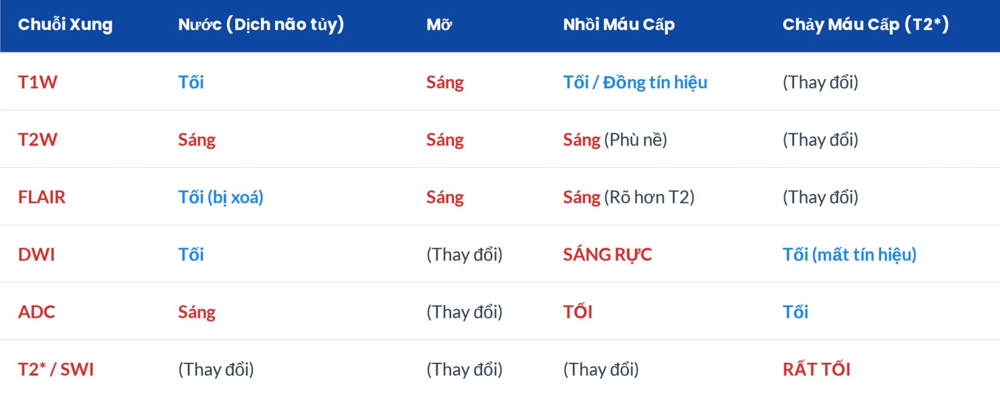 Chuỗi Xung Nước (Dịch não tủy) Mỡ Nhồi Máu Cấp Chảy Máu Cấp (T2*)
T1W Tối Sáng Tối / Đồng tín hiệu (Thay đổi)
T2W Sáng Sáng Sáng (Phù nề) (Thay đổi)
FLAIR Tối (bị xoá) Sáng Sáng (Rõ hơn T2) (Thay đổi)
DWI Tối (Thay đổi) SÁNG RỰC Tối (mất tín hiệu)
ADC Sáng (Thay đổi) TỐI Tối
T2* / SWI (Thay đổi) (Thay đổi) (Thay đổi) RẤT TỐI